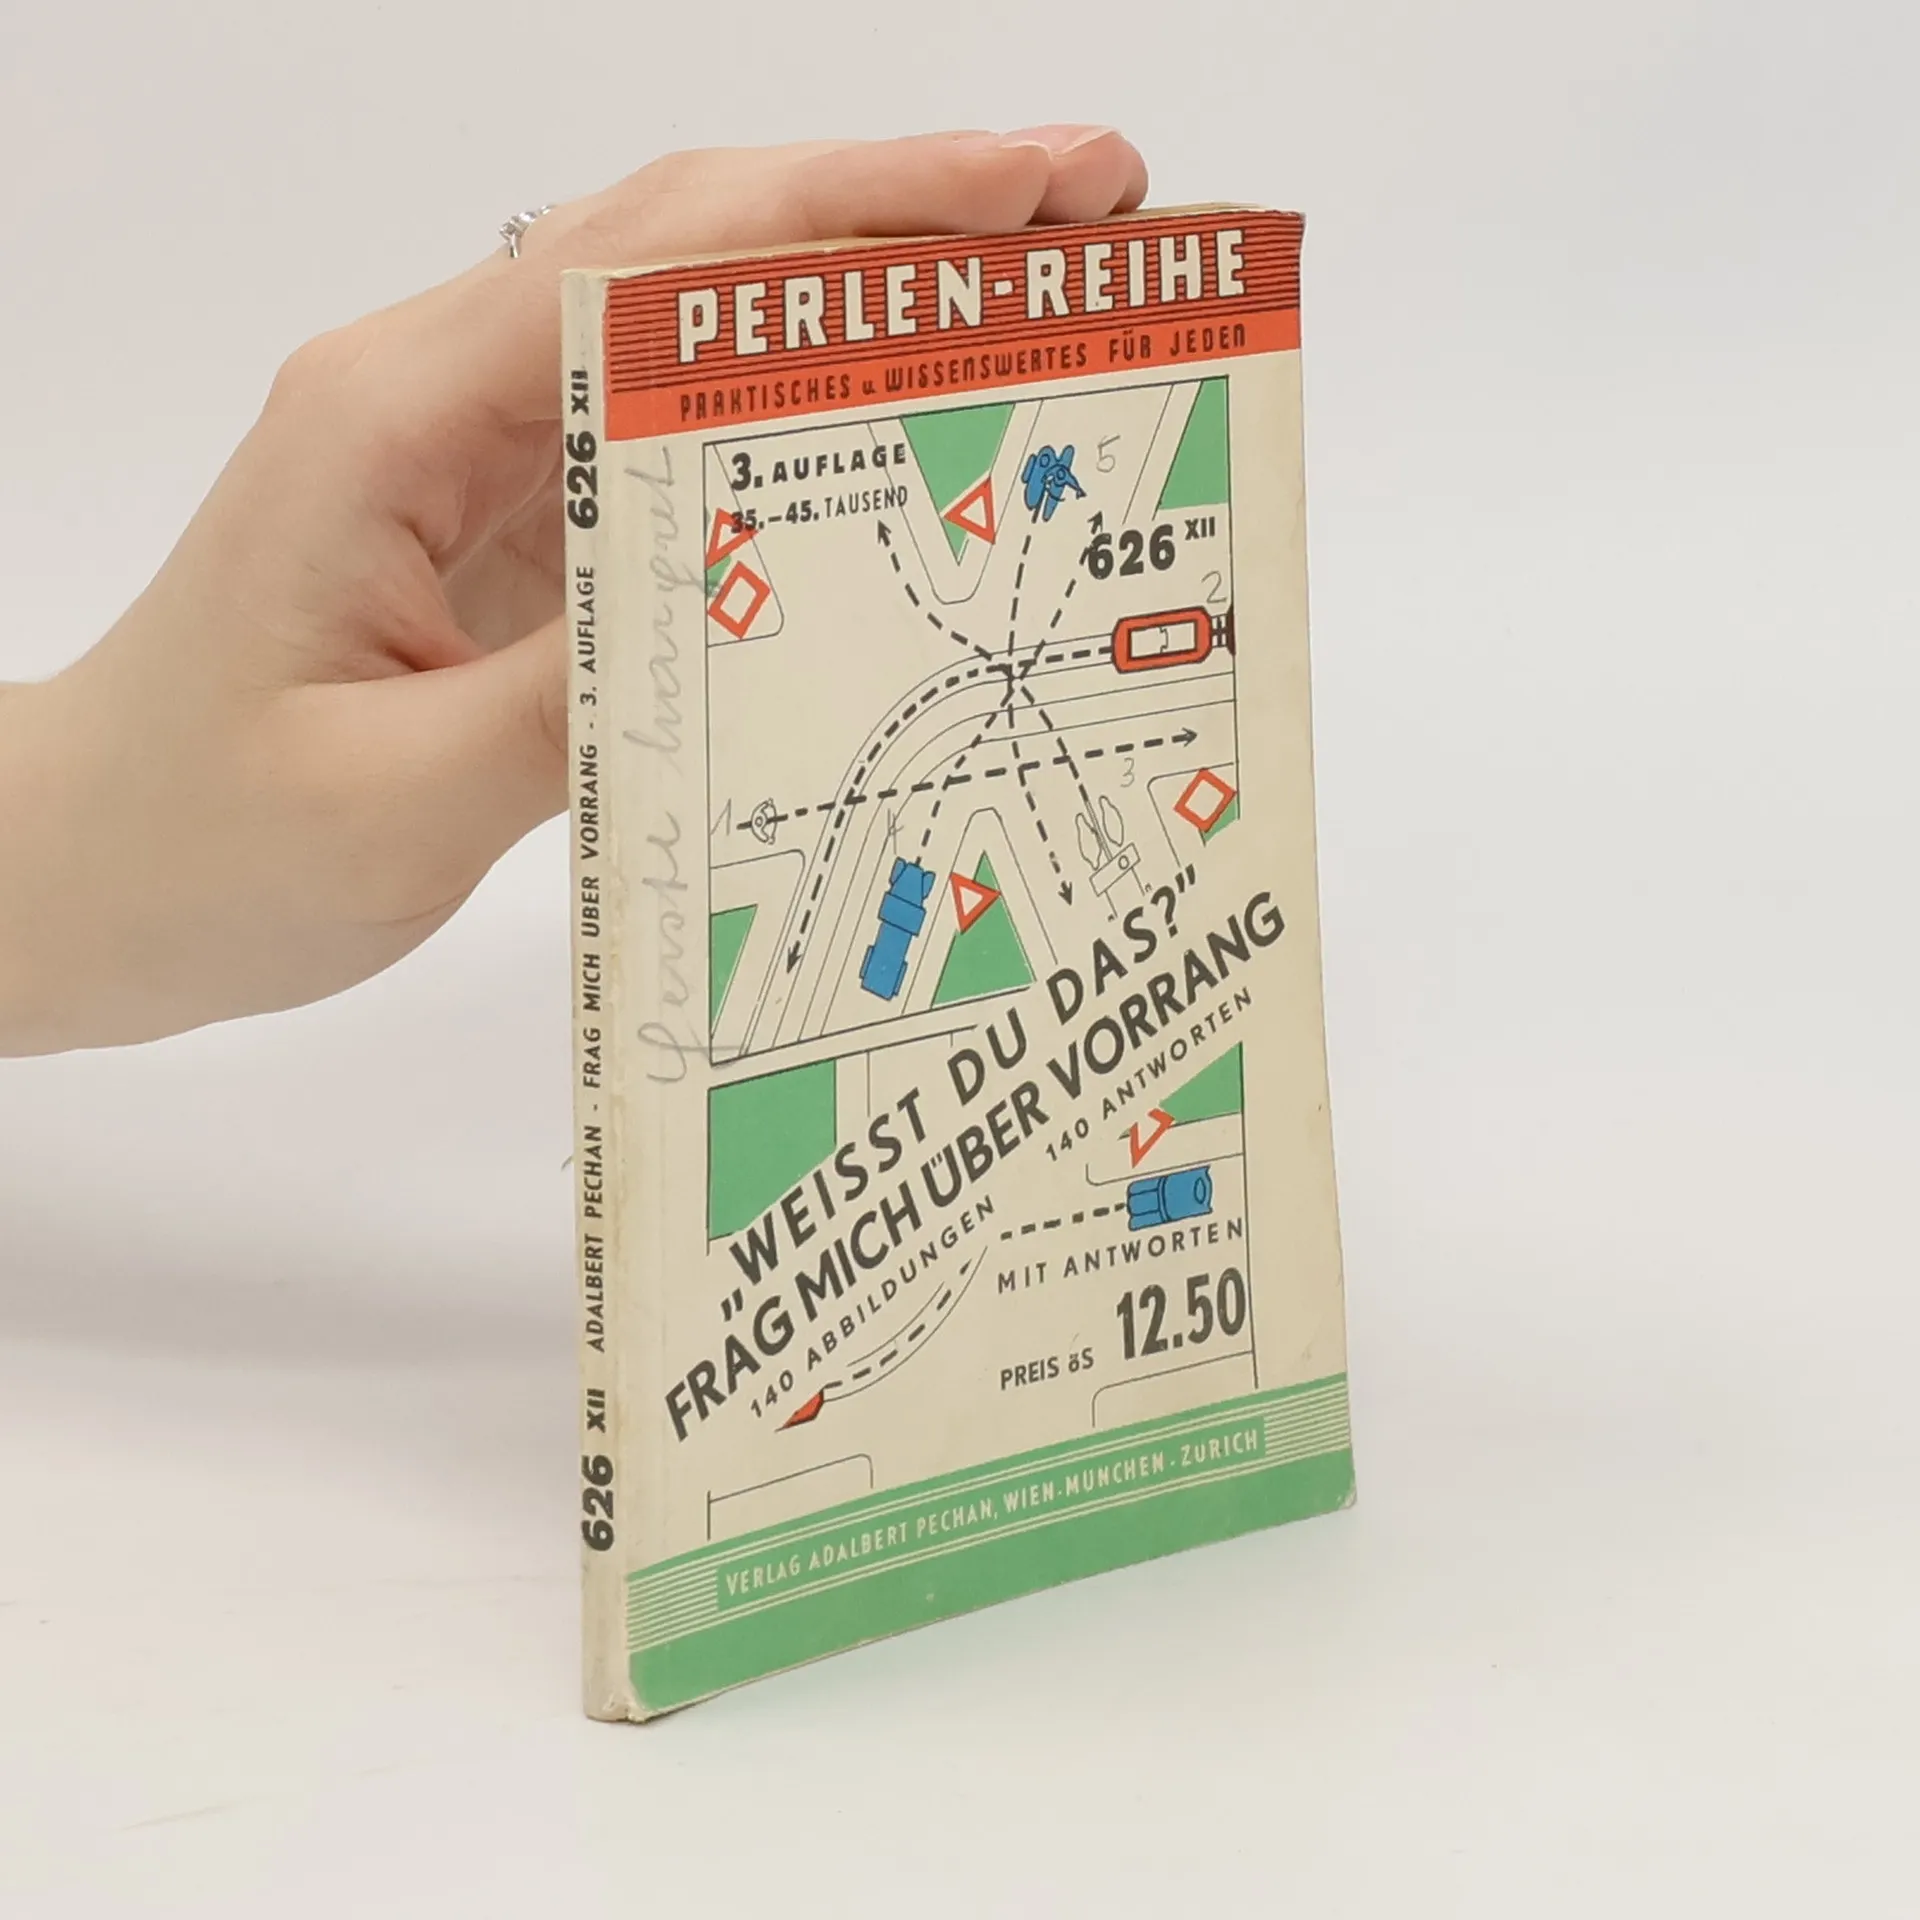 PERLEN-REIHE
PRAKTISCHES u. WISSENSWERTES FÜR JEDEN
3. AUFLAGE
35.-45. TAUSEND
5
626 XII
2
3
1
4
„WEISST DU DAS?"
FRAG MICH ÜBER VORRANG
140 ABBILDUNGEN
140 ANTWORTEN
MIT ANTWORTEN
PREIS öS 12.50
VERLAG ADALBERT PECHAN, WIEN-MÜNCHEN-ZÜRICH
626 XII ADALBERT PECHAN - FRAG MICH ÜBER VORRANG - 3. AUFLAGE 626 XII